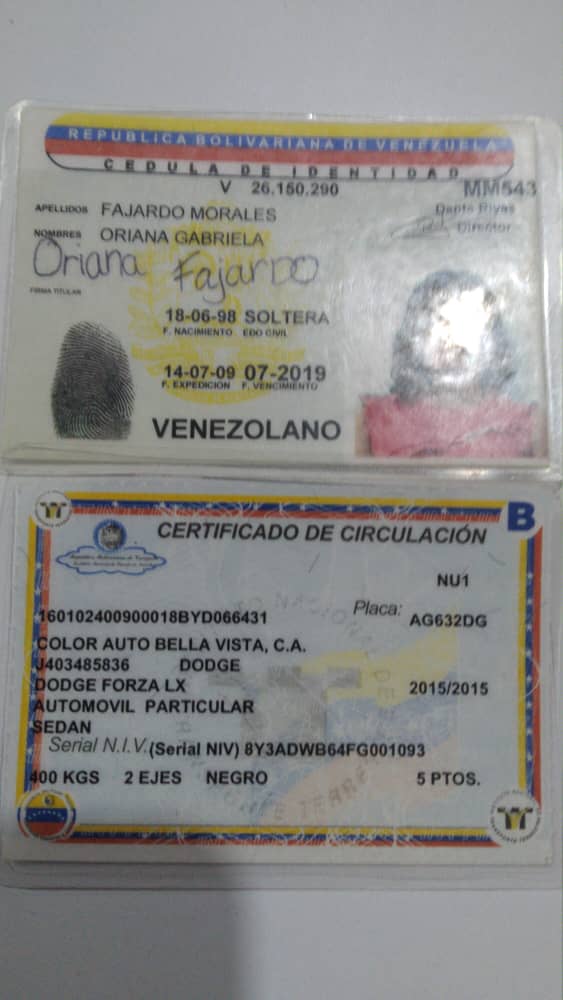 REPUBLICA BOLIVARIANA DE VENEZUELA
CEDULA DE IDENTIDAD
V 26.150.290 MM543
APELLIDOS FAJARDO MORALES Dante Rivas
NOMBRES ORIANA GABRIELA Director
Oriana Fajardo
FIRMA TITULAR
18-06-98 SOLTERA
F. NACIMIENTO EDO CIVIL
14-07-09 07-2019
F. EXPEDICION F. VENCIMIENTO
VENEZOLANO
B
CERTIFICADO DE CIRCULACIÓN
NU1
160102400900018BYD066431 Placa: AG632DG
COLOR AUTO BELLA VISTA, C.A.
J403485836 DODGE
DODGE FORZA LX 2015/2015
AUTOMOVIL PARTICULAR
SEDAN
Serial N.I.V. (Serial NIV) 8Y3ADWB64FG001093
400 KGS 2 EJES NEGRO 5 PTOS.